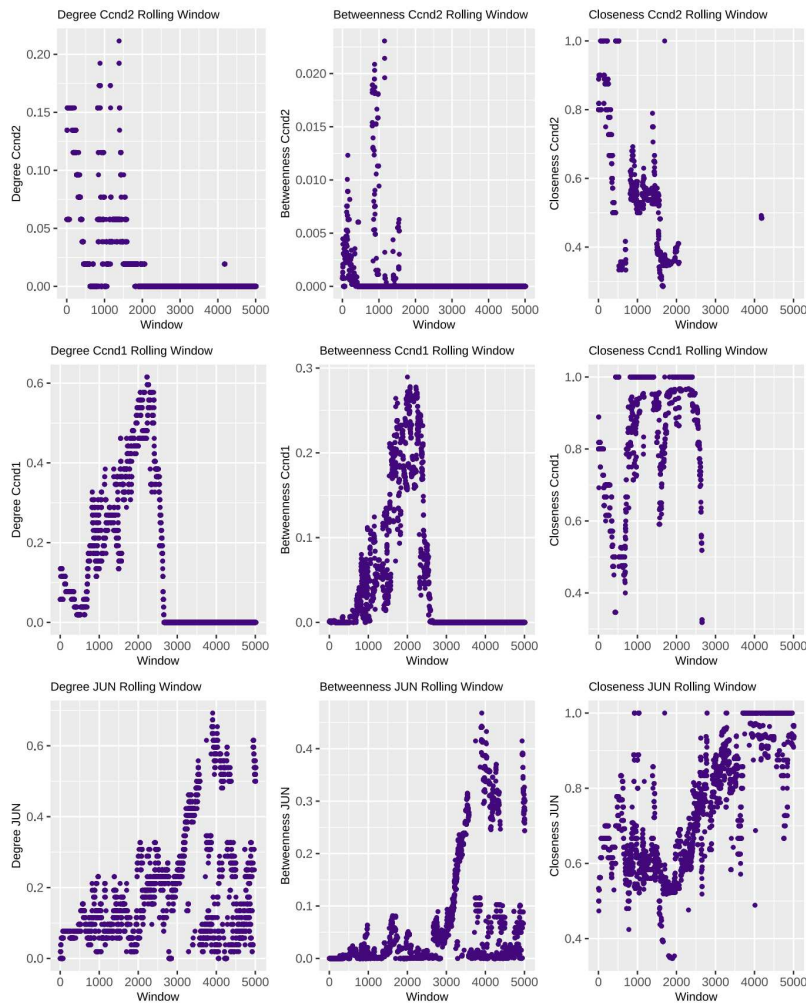 Degree Ccnd2 Rolling Window
Degree Ccnd2
0.20
0.15
0.10
0.05
0.00
0 1000 2000 3000 4000 5000
Window
Betweenness Ccnd2 Rolling Window
Betweenness Ccnd2
0.020
0.015
0.010
0.005
0.000
0 1000 2000 3000 4000 5000
Window
Closeness Ccnd2 Rolling Window
Closeness Ccnd2
1.0
0.8
0.6
0.4
0 1000 2000 3000 4000 5000
Window
Degree Ccnd1 Rolling Window
Degree Ccnd1
0.6
0.4
0.2
0.0
0 1000 2000 3000 4000 5000
Window
Betweenness Ccnd1 Rolling Window
Betweenness Ccnd1
0.3
0.2
0.1
0.0
0 1000 2000 3000 4000 5000
Window
Closeness Ccnd1 Rolling Window
Closeness Ccnd1
1.0
0.8
0.6
0.4
0 1000 2000 3000 4000 5000
Window
Degree JUN Rolling Window
Degree JUN
0.6
0.4
0.2
0.0
0 1000 2000 3000 4000 5000
Window
Betweenness JUN Rolling Window
Betweenness JUN
0.4
0.3
0.2
0.1
0.0
0 1000 2000 3000 4000 5000
Window
Closeness JUN Rolling Window
Closeness JUN
1.0
0.8
0.6
0.4
0 1000 2000 3000 4000 5000
Window